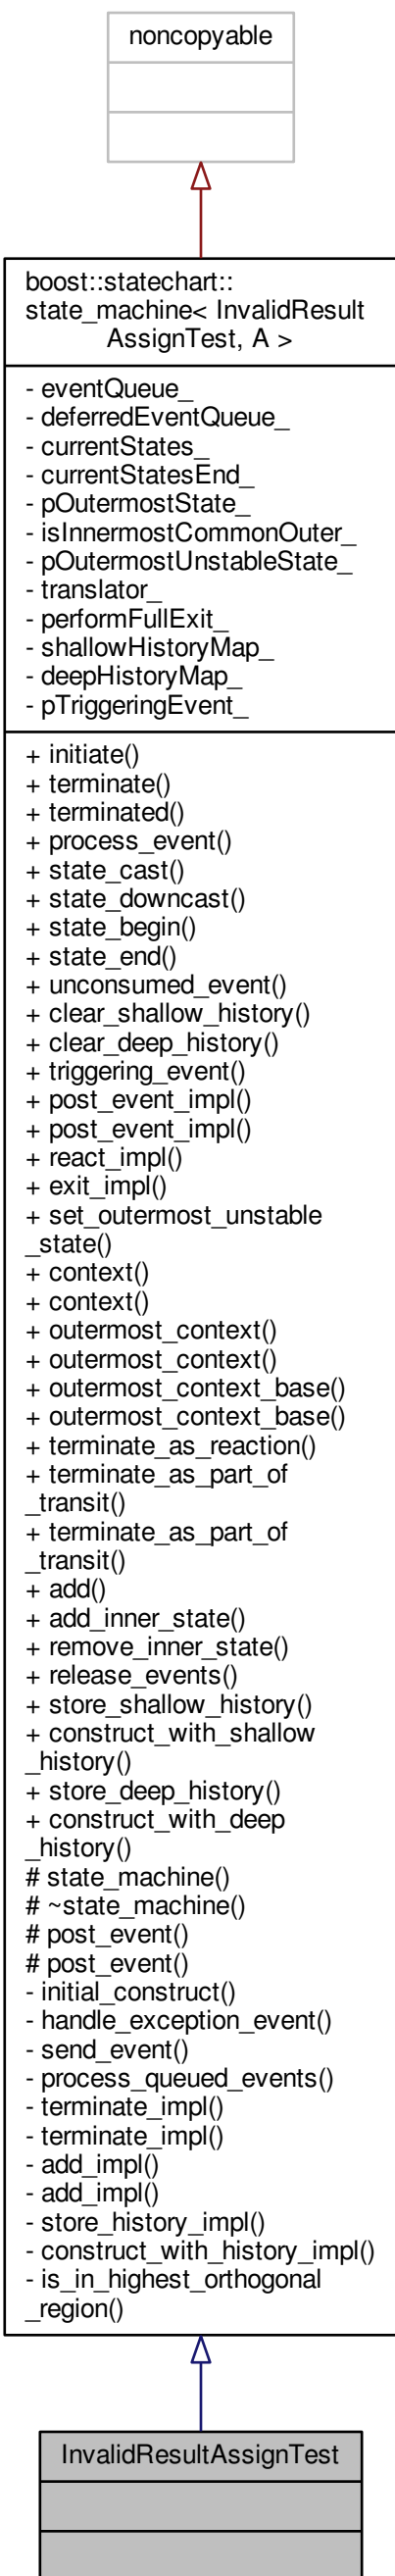 noncopyable
boost::statechart::
state_machine< InvalidResult
AssignTest, A >
- eventQueue_
- deferredEventQueue_
- currentStates_
- currentStatesEnd_
- pOutermostState_
- isInnermostCommonOuter_
- pOutermostUnstableState_
- translator_
- performFullExit_
- shallowHistoryMap_
- deepHistoryMap_
- pTriggeringEvent_
+ initiate()
+ terminate()
+ terminated()
+ process_event()
+ state_cast()
+ state_downcast()
+ state_begin()
+ state_end()
+ unconsumed_event()
+ clear_shallow_history()
+ clear_deep_history()
+ triggering_event()
+ post_event_impl()
+ post_event_impl()
+ react_impl()
+ exit_impl()
+ set_outermost_unstable
_state()
+ context()
+ context()
+ outermost_context()
+ outermost_context()
+ outermost_context_base()
+ outermost_context_base()
+ terminate_as_reaction()
+ terminate_as_part_of
_transit()
+ terminate_as_part_of
_transit()
+ add()
+ add_inner_state()
+ remove_inner_state()
+ release_events()
+ store_shallow_history()
+ construct_with_shallow
_history()
+ store_deep_history()
+ construct_with_deep
_history()
# state_machine()
# ~state_machine()
# post_event()
# post_event()
- initial_construct()
- handle_exception_event()
- send_event()
- process_queued_events()
- terminate_impl()
- terminate_impl()
- add_impl()
- add_impl()
- store_history_impl()
- construct_with_history_impl()
- is_in_highest_orthogonal
_region()
InvalidResultAssignTest